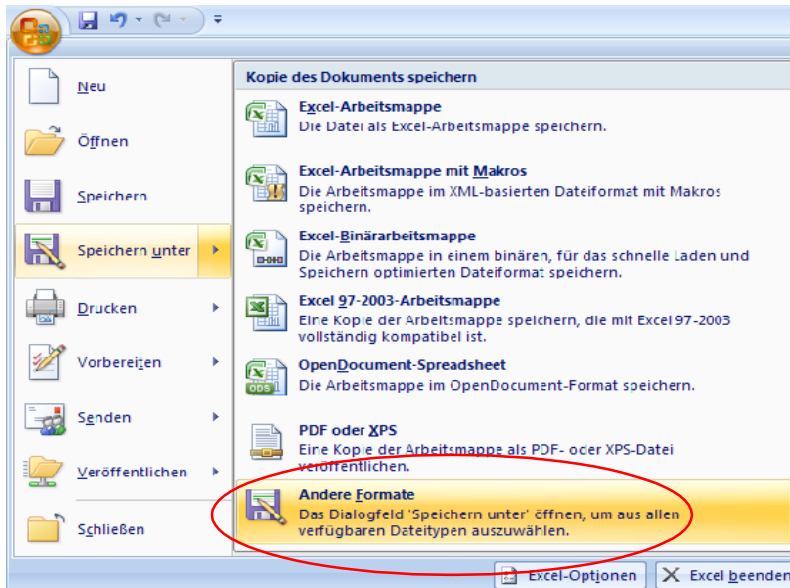 Neu
Öffnen
Speichern
Speichern unter
Drucken
Vorbereiten
Senden
Veröffentlichen
Schließen
Kopie des Dokuments speichern
Excel-Arbeitsmappe
Die Datei als Excel-Arbeitsmappe speichern.
Excel-Arbeitsmappe mit Makros
Die Arbeitsmappe im XML-basierten Dateiformat mit Makros
speichern.
Excel-Binärarbeitsmappe
Die Arbeitsmappe in einem binären, für das schnelle Laden und
Speichern optimierten Dateiformat speichern.
Excel 97-2003-Arbeitsmappe
Eine Kopie der Arbeitsmappe speichern, die mit Excel 97-2003
vollständig kompatibel ist.
OpenDocument-Spreadsheet
Die Arbeitsmappe im OpenDocument-Format speichern.
ODS
PDF oder XPS
Eine Kopie der Arbeitsmappe als PDF- oder XPS-Datei
veröffentlichen.
Andere Formate
Das Dialogfeld 'Speichern unter' öffnen, um aus allen
verfügbaren Dateitypen auszuwählen.
Excel-Optionen
Excel beenden